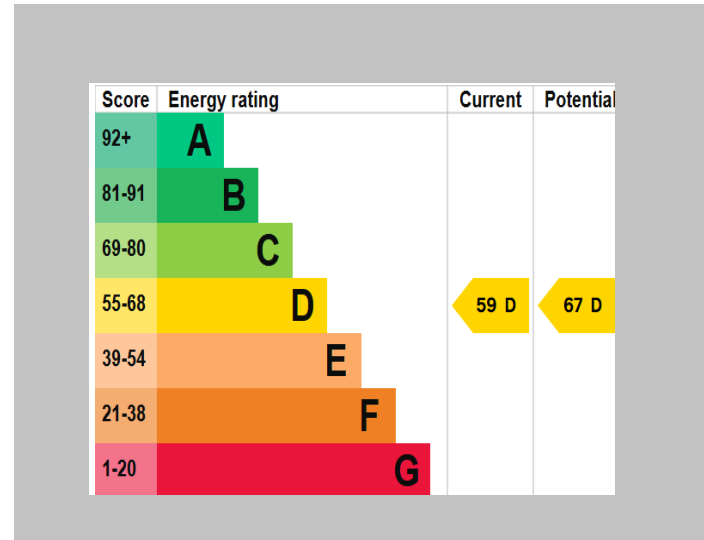 Score Energy rating Current Potential
92+ A
81-91 B
69-80 C
55-68 D 59 D 67 D
39-54 E
21-38 F
1-20 G